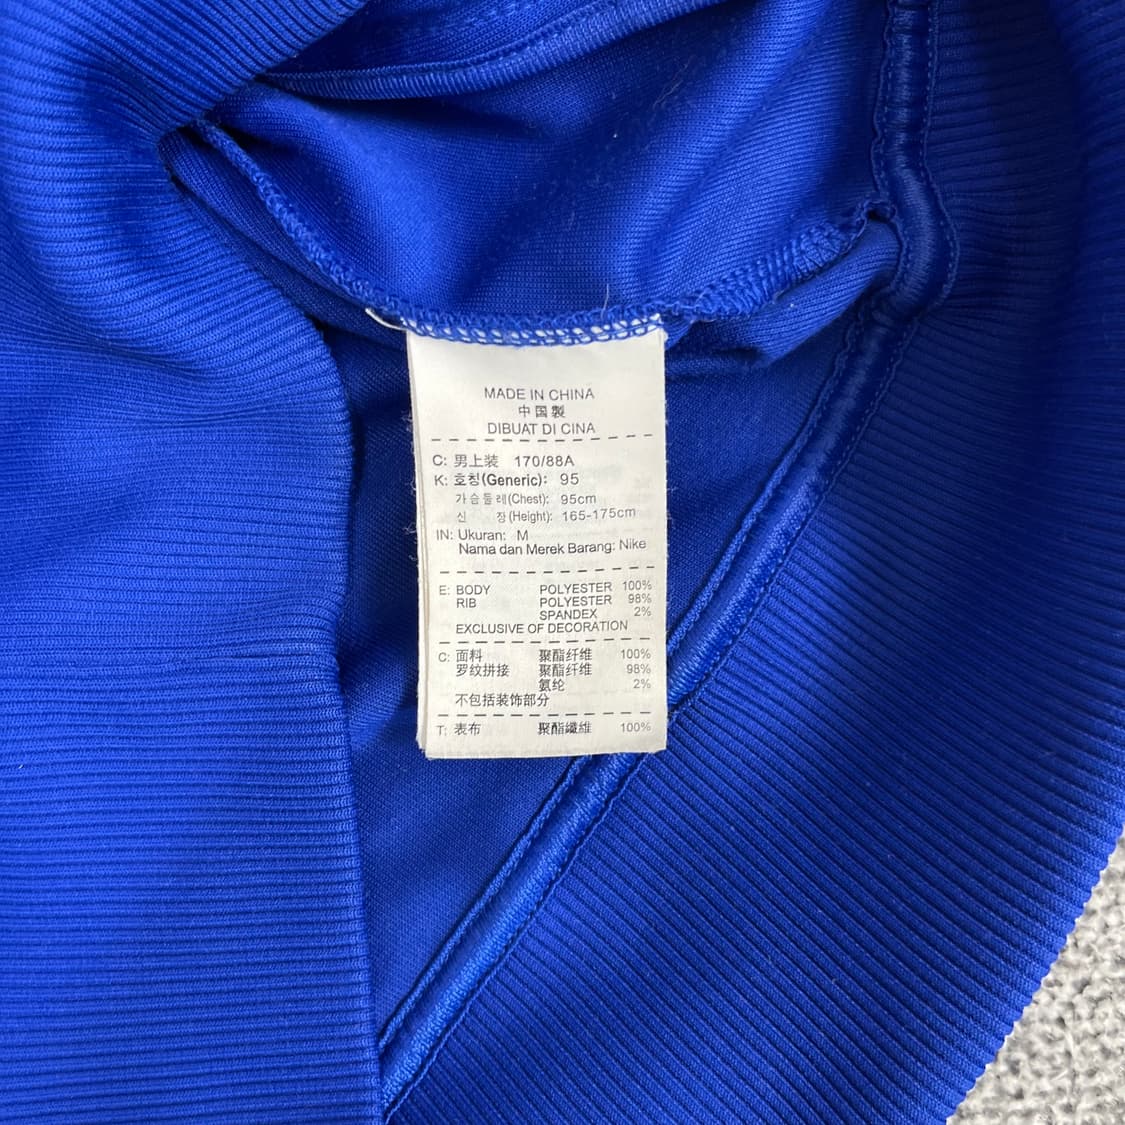 MADE IN CHINA
中国製
DIBUAT DI CINA
C: 男上装 170/88A
K: 호칭(Generic): 95
가슴둘레(Chest): 95cm
신 장(Height): 165-175cm
IN: Ukuran: M
Nama dan Merek Barang: Nike
E: BODY POLYESTER 100%
RIB POLYESTER 98%
SPANDEX 2%
EXCLUSIVE OF DECORATION
C: 面料 聚酯纤维 100%
罗纹拼接 聚酯纤维 98%
氨纶 2%
不包括装饰部分
T: 表布 聚酯纖維 100%